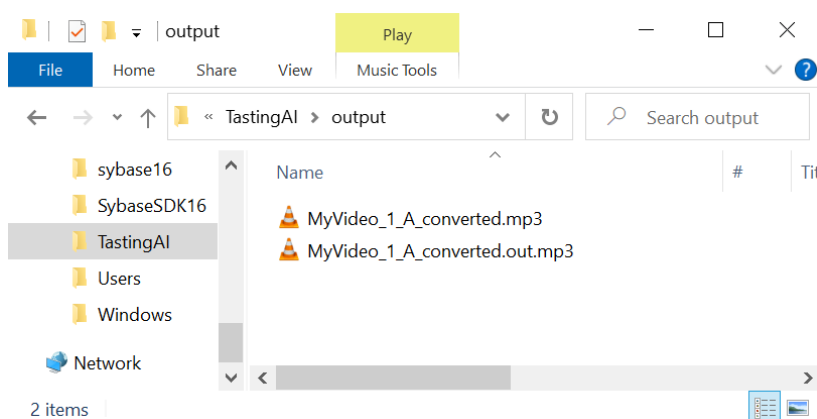 output
Play
File
Home
Share
View
Music Tools
?
« TastingAI > output
Search output
sybase16
SybaseSDK16
TastingAI
Users
Windows
Network
Name
#
Tit
MyVideo_1_A_converted.mp3
MyVideo_1_A_converted.out.mp3
2 items